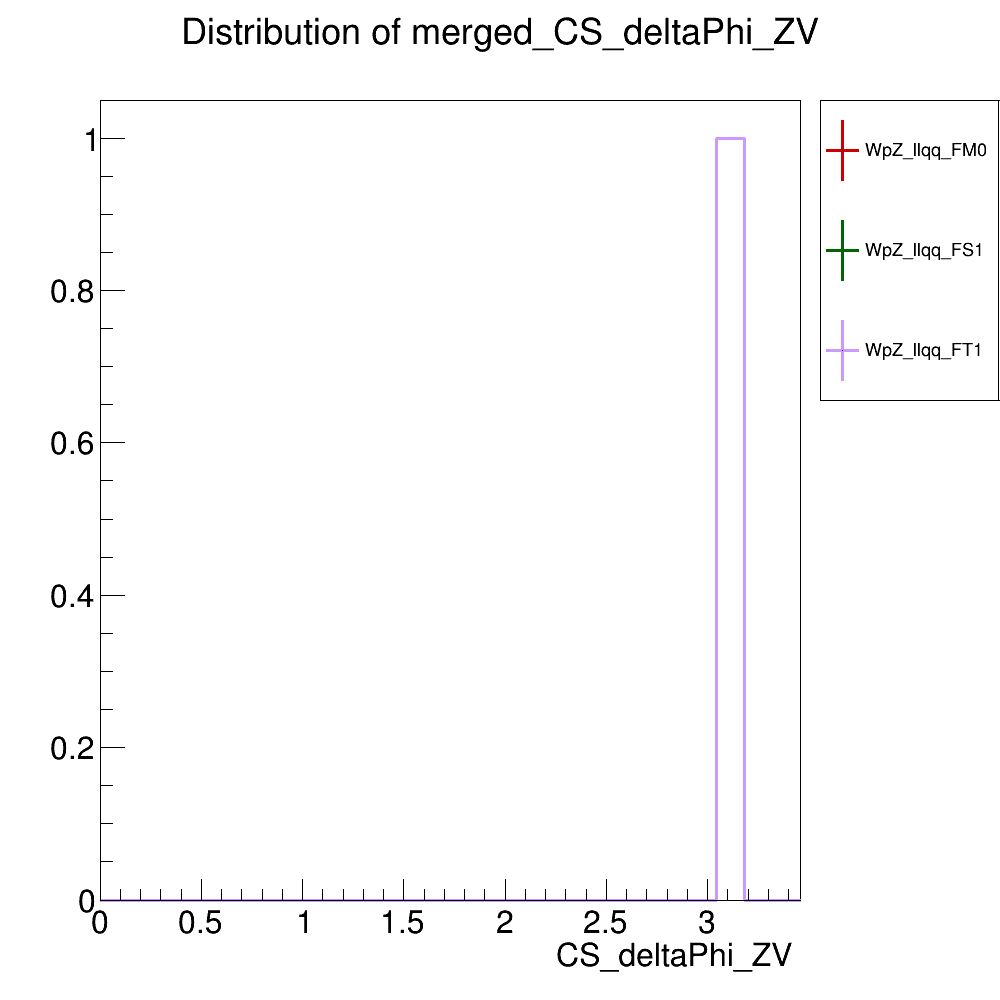 Distribution of merged_CS_deltaPhi_ZV
WpZ_llqq_FM0
WpZ_llqq_FS1
WpZ_llqq_FT1
1
0.8
0.6
0.4
0.2
0
0 0.5 1 1.5 2 2.5 3
CS_deltaPhi_ZV